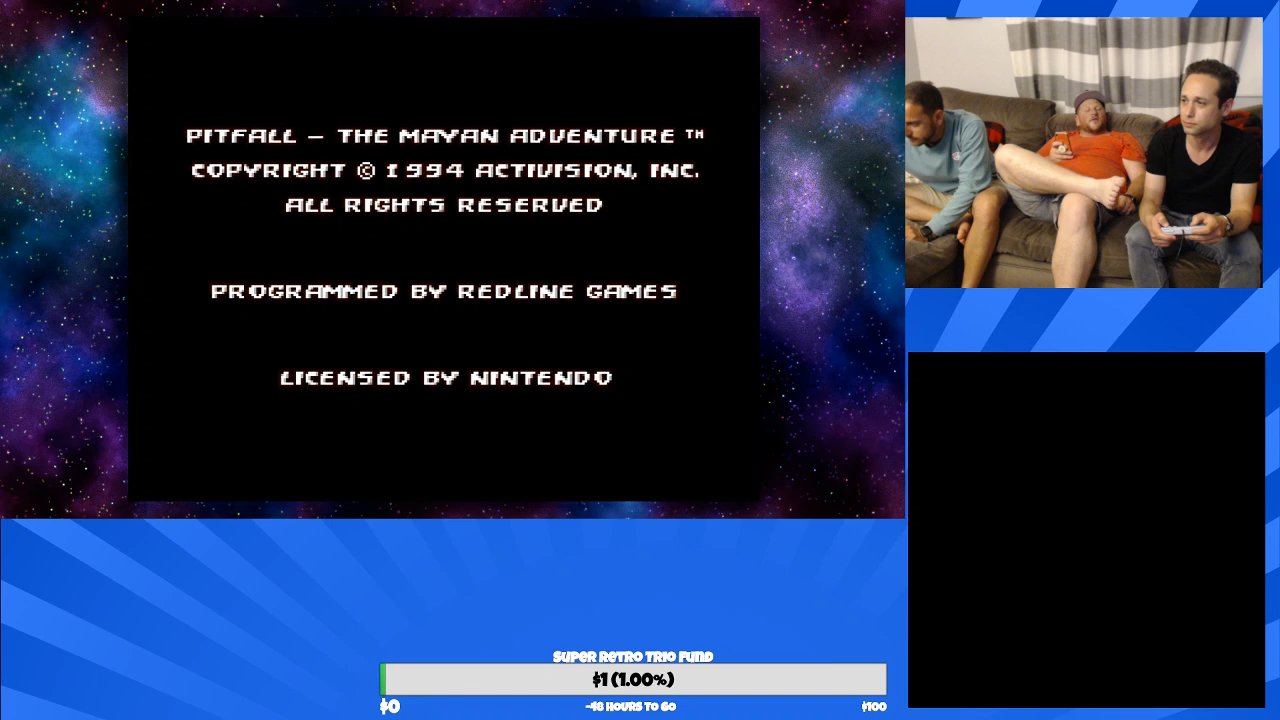 PITFALL - THE MAYAN ADVENTURE ™
COPYRIGHT © 1994 ACTIVISION, INC.
ALL RIGHTS RESERVED
PROGRAMMED BY REDLINE GAMES
LICENSED BY NINTENDO
SUPER RETRO TRIO FUND
$1 (1.00%)
$0
-18 HOURS TO GO
$100